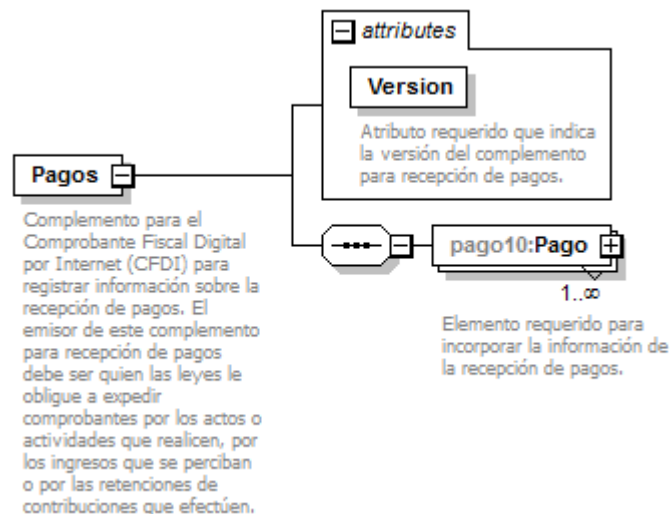 attributes
Version
Atributo requerido que indica
la versión del complemento
para recepción de pagos.
Pagos
Complemento para el
Comprobante Fiscal Digital
por Internet (CFDI) para
registrar información sobre la
recepción de pagos. El
emisor de este complemento
para recepción de pagos
debe ser quien las leyes le
obligue a expedir
comprobantes por los actos o
actividades que realicen, por
los ingresos que se perciban
o por las retenciones de
contribuciones que efectúen.
pago10:Pago
1..∞
Elemento requerido para
incorporar la información de
la recepción de pagos.